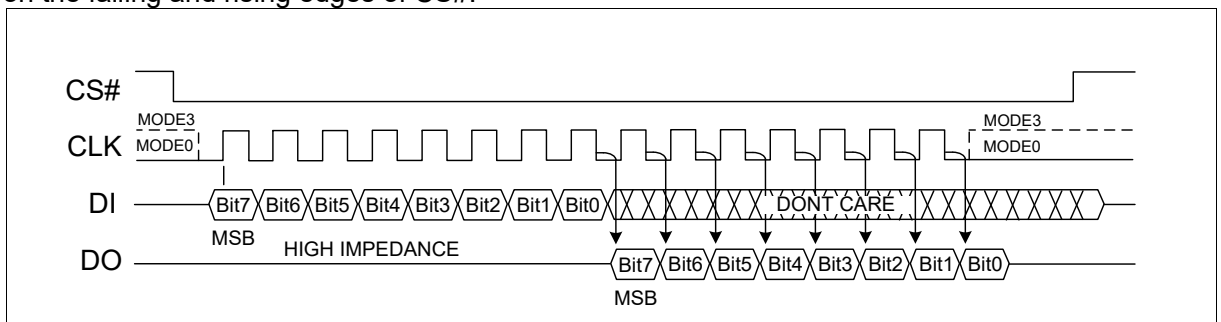 on the falling and rising edges of CS#.
CS#
MODE3
MODE3
CLK
MODE0
MODE0
DI
Bit7 Bit6 Bit5 Bit4 Bit3 Bit2 Bit1 Bit0
DONT CARE
MSB
HIGH IMPEDANCE
DO
Bit7 Bit6 Bit5 Bit4 Bit3 Bit2 Bit1 Bit0
MSB